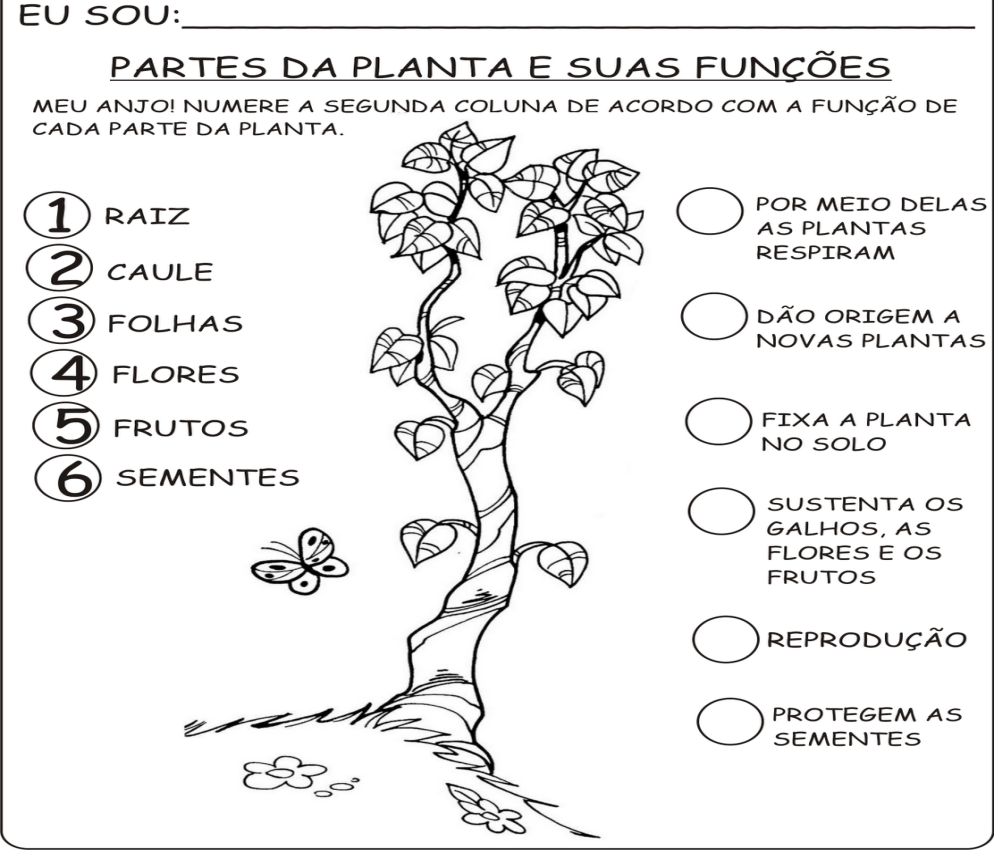 EU SOU:
PARTES DA PLANTA E SUAS FUNÇÕES
MEU ANJO! NUMERE A SEGUNDA COLUNA DE ACORDO COM A FUNÇÃO DE
CADA PARTE DA PLANTA.
1 RAIZ
2 CAULE
3 FOLHAS
4 FLORES
5 FRUTOS
6 SEMENTES
POR MEIO DELAS
AS PLANTAS
RESPIRAM
DÃO ORIGEM A
NOVAS PLANTAS
FIXA A PLANTA
NO SOLO
SUSTENTA OS
GALHOS, AS
FLORES E OS
FRUTOS
REPRODUÇÃO
PROTEGEM AS
SEMENTES